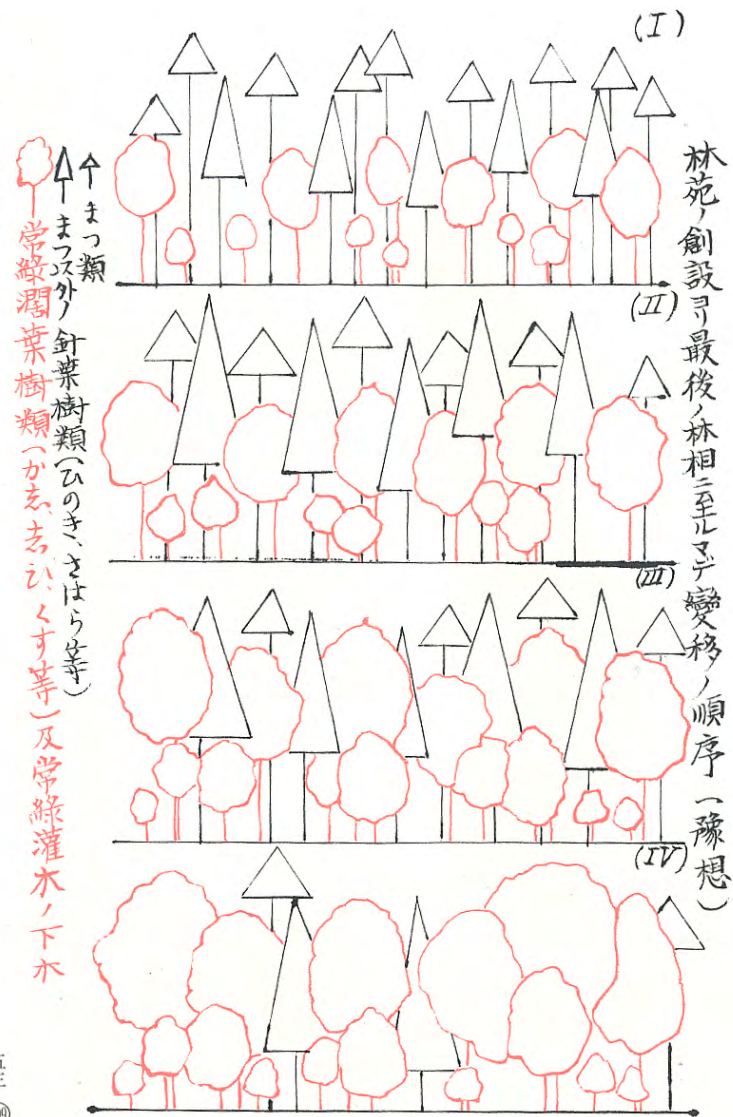 林苑ノ創設ヨリ最後ノ林相ニ至ルマデ變移ノ順序(豫想)
(I)
(II)
(III)
(IV)
まつ類
まつ以外ノ針葉樹類(ひのき、さはら等)
常緑濶葉樹類(かし、しひ、くす等)及常緑灌木ノ下木
五三